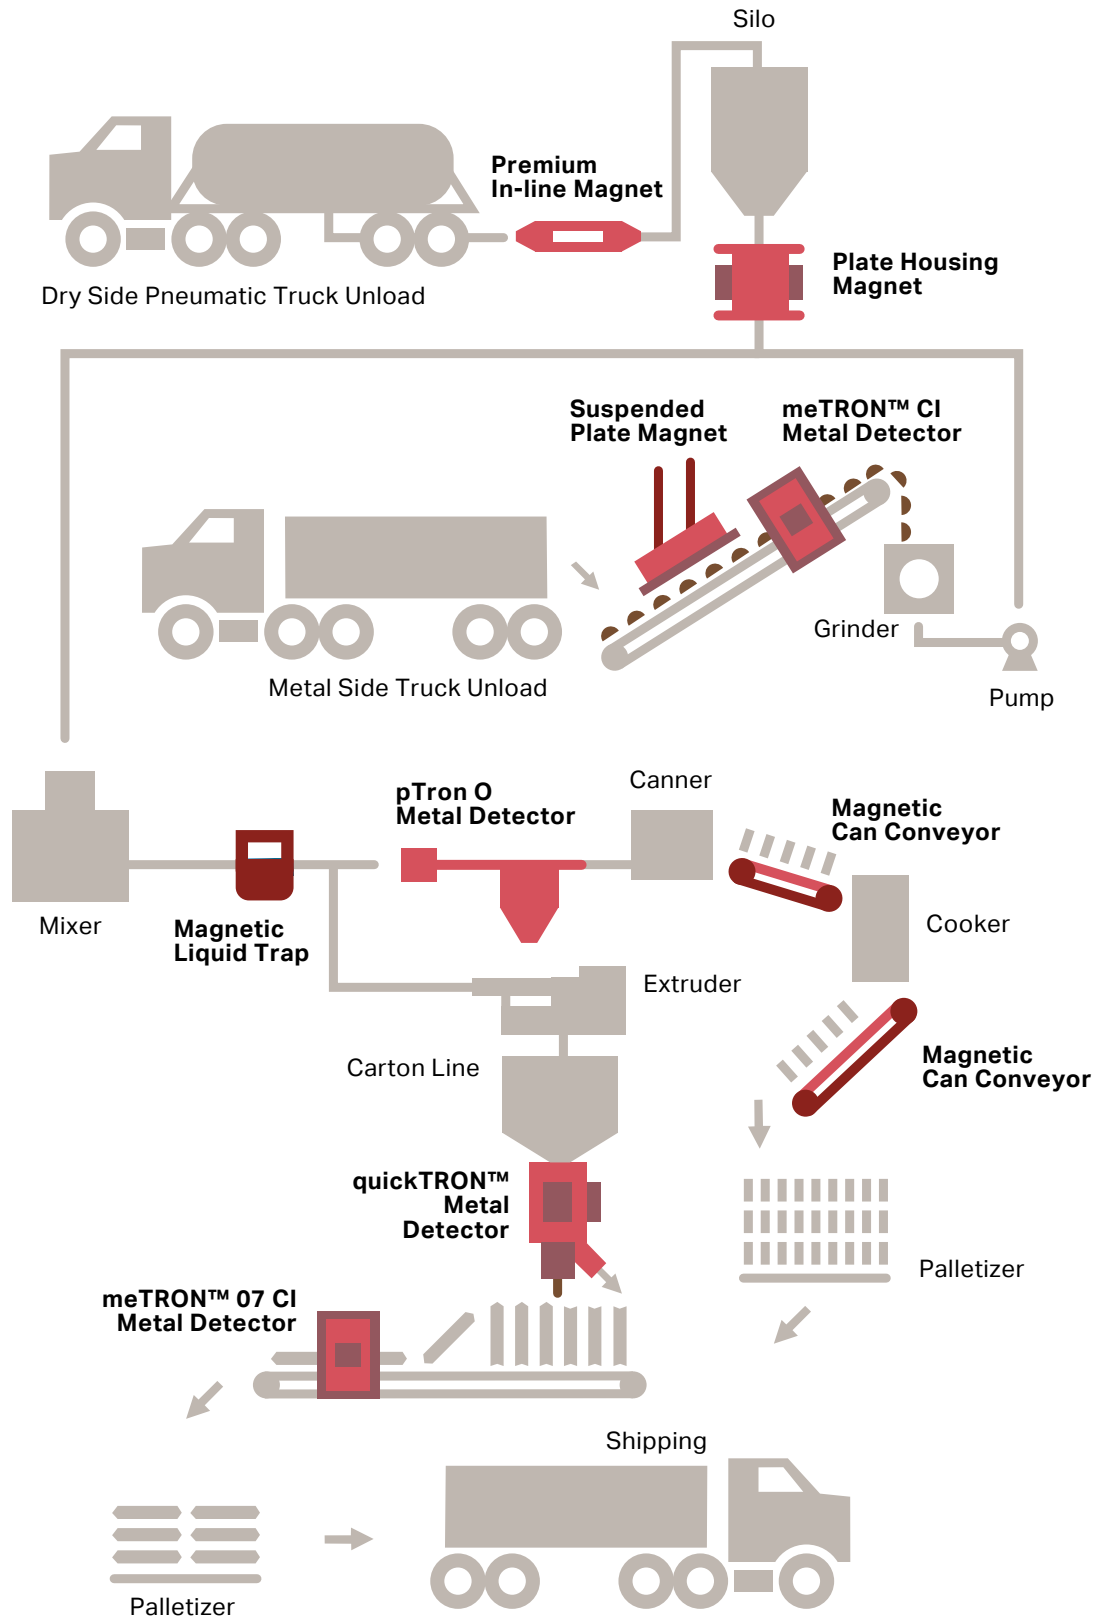 Silo
Premium
In-line Magnet
Plate Housing
Magnet
Dry Side Pneumatic Truck Unload
Suspended
Plate Magnet
meTRON™ CI
Metal Detector
Grinder
Metal Side Truck Unload
Pump
Canner
pTron O
Metal Detector
Magnetic
Can Conveyor
Mixer
Magnetic
Liquid Trap
Cooker
Extruder
Carton Line
Magnetic
Can Conveyor
quickTRON™
Metal
Detector
Palletizer
meTRON™ 07 CI
Metal Detector
Shipping
Palletizer